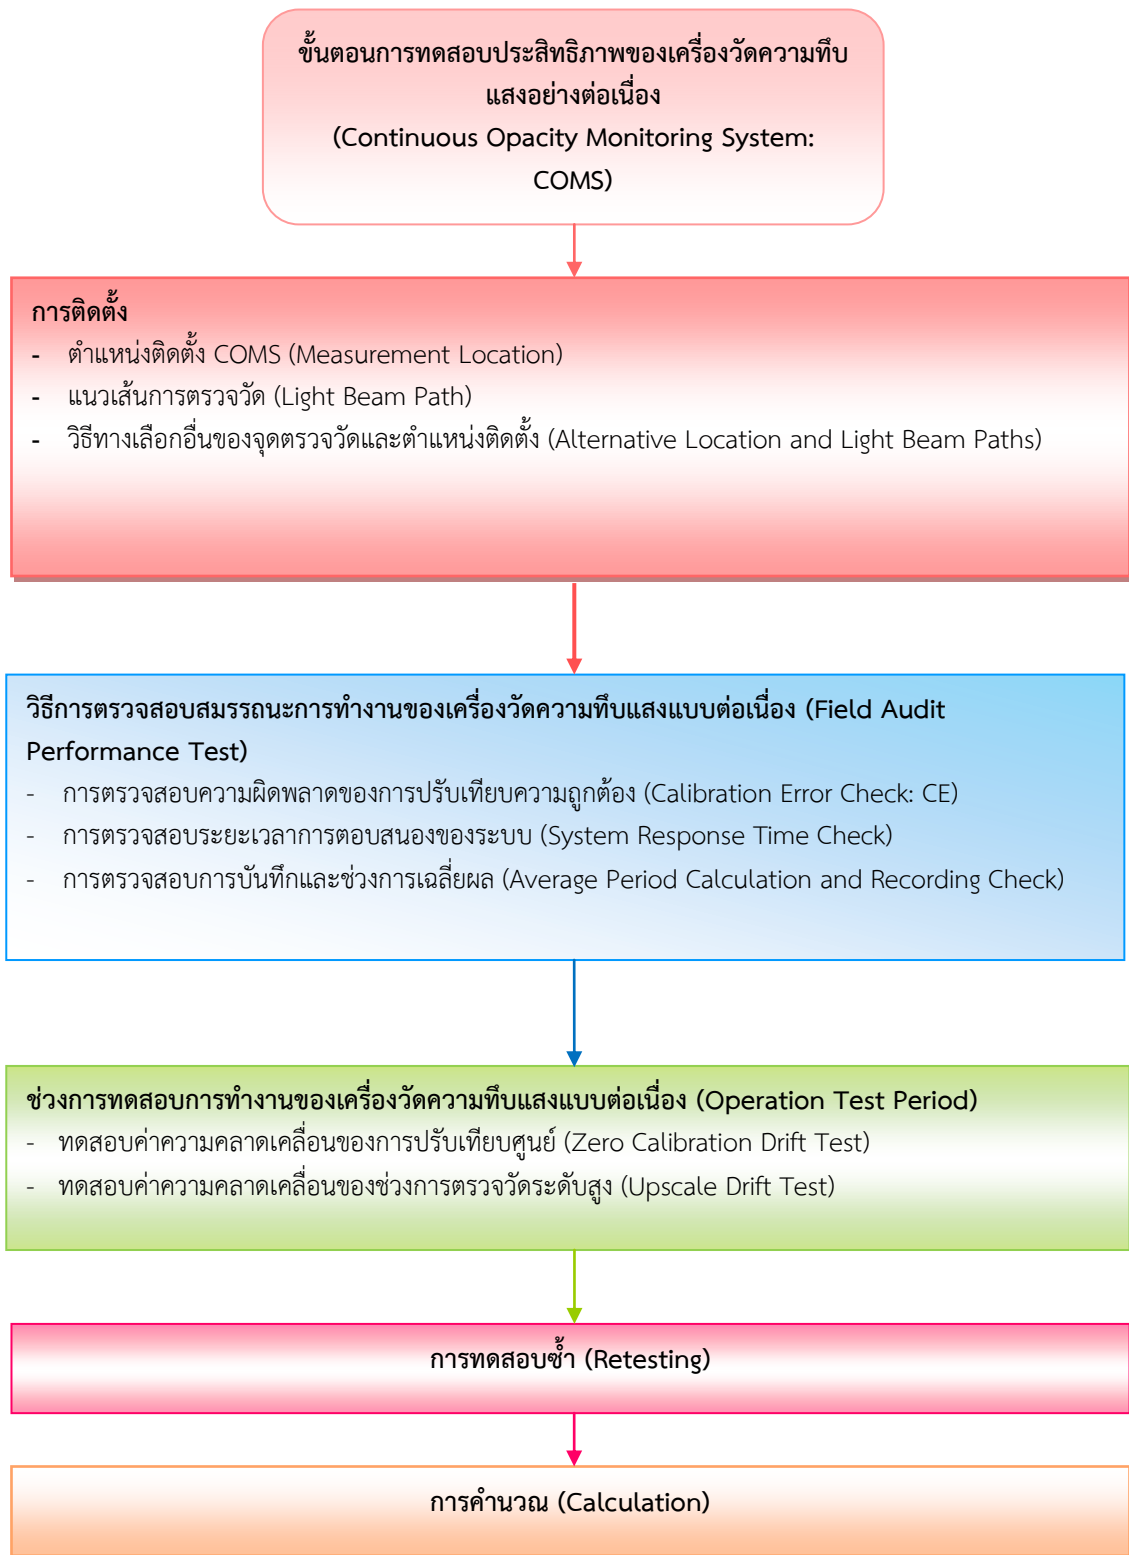 ขั้นตอนการทดสอบประสิทธิภาพของเครื่องวัดความทึบ
แสงอย่างต่อเนื่อง
(Continuous Opacity Monitoring System:
COMS)
การติดตั้ง
- ตำแหน่งติดตั้ง COMS (Measurement Location)
- แนวเส้นการตรวจวัด (Light Beam Path)
- วิธีทางเลือกอื่นของจุดตรวจวัดและตำแหน่งติดตั้ง (Alternative Location and Light Beam Paths)
วิธีการตรวจสอบสมรรถนะการทำงานของเครื่องวัดความทึบแสงแบบต่อเนื่อง (Field Audit
Performance Test)
- การตรวจสอบความผิดพลาดของการปรับเทียบความถูกต้อง (Calibration Error Check: CE)
- การตรวจสอบระยะเวลาการตอบสนองของระบบ (System Response Time Check)
- การตรวจสอบการบันทึกและช่วงการเฉลี่ยผล (Average Period Calculation and Recording Check)
ช่วงการทดสอบการทำงานของเครื่องวัดความทึบแสงแบบต่อเนื่อง (Operation Test Period)
- ทดสอบค่าความคลาดเคลื่อนของการปรับเทียบศูนย์ (Zero Calibration Drift Test)
- ทดสอบค่าความคลาดเคลื่อนของช่วงการตรวจวัดระดับสูง (Upscale Drift Test)
การทดสอบซ้ำ (Retesting)
การคำนวณ (Calculation)